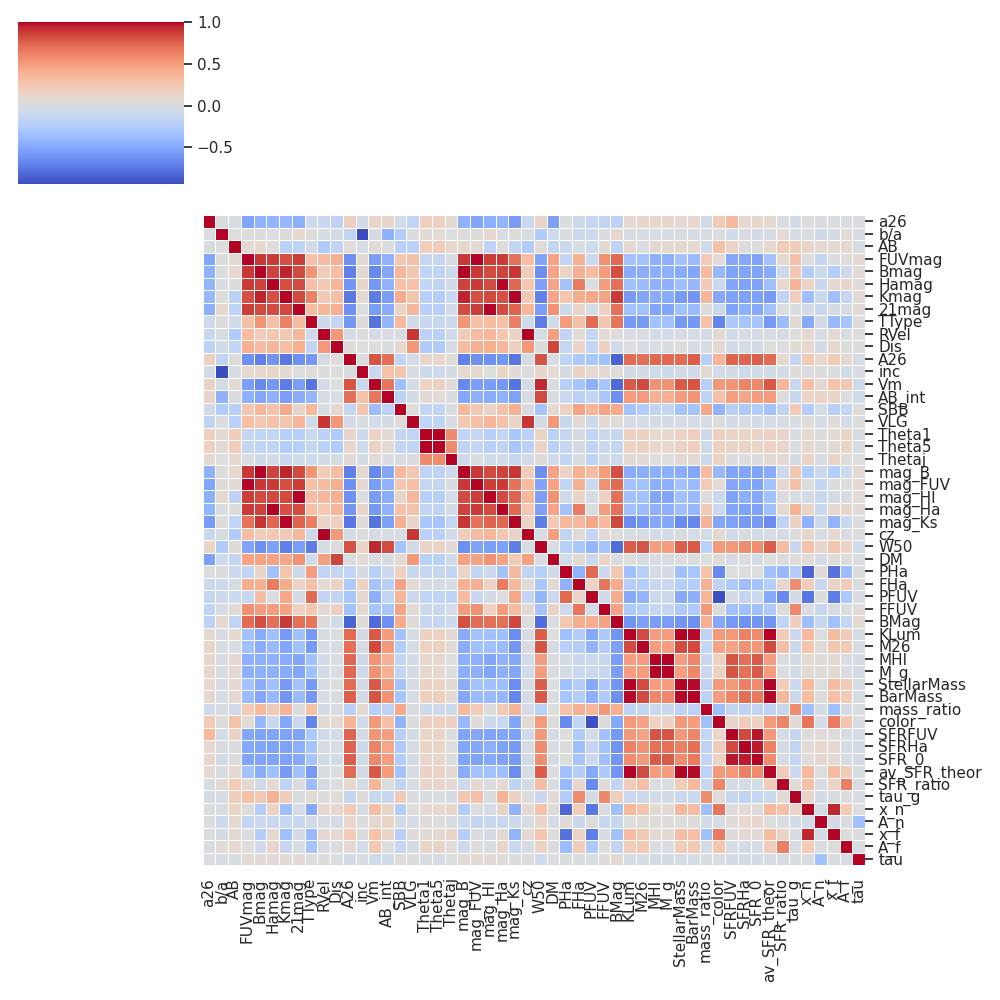 1.0
0.5
0.0
−0.5
a26
b/a
AB
FUVmag
Bmag
Hamag
Kmag
21mag
TType
RVel
Dis
A26
inc
Vm
AB_int
SBB
VLG
Theta1
Theta5
Thetaj
mag_B
mag_FUV
mag_HI
mag_Ha
mag_Ks
cz
W50
DM
PHa
FHa
PFUV
FFUV
BMag
KLum
M26
MHI
M_g
StellarMass
BarMass
mass_ratio
color
SFRFUV
SFRHa
SFR_0
av_SFR_theor
SFR_ratio
tau_g
x_n
A_n
x_f
A_f
tau
a26
b/a
AB
FUVmag
Bmag
Hamag
Kmag
21mag
TType
RVel
Dis
A26
inc
Vm
AB_int
SBB
VLG
Theta1
Theta5
Thetaj
mag_B
mag_FUV
mag_HI
mag_Ha
mag_Ks
cz
W50
DM
PHa
FHa
PFUV
FFUV
BMag
KLum
M26
MHI
M_g
StellarMass
BarMass
mass_ratio
color
SFRFUV
SFRHa
SFR_0
av_SFR_theor
SFR_ratio
tau_g
x_n
A_n
x_f
A_f
tau